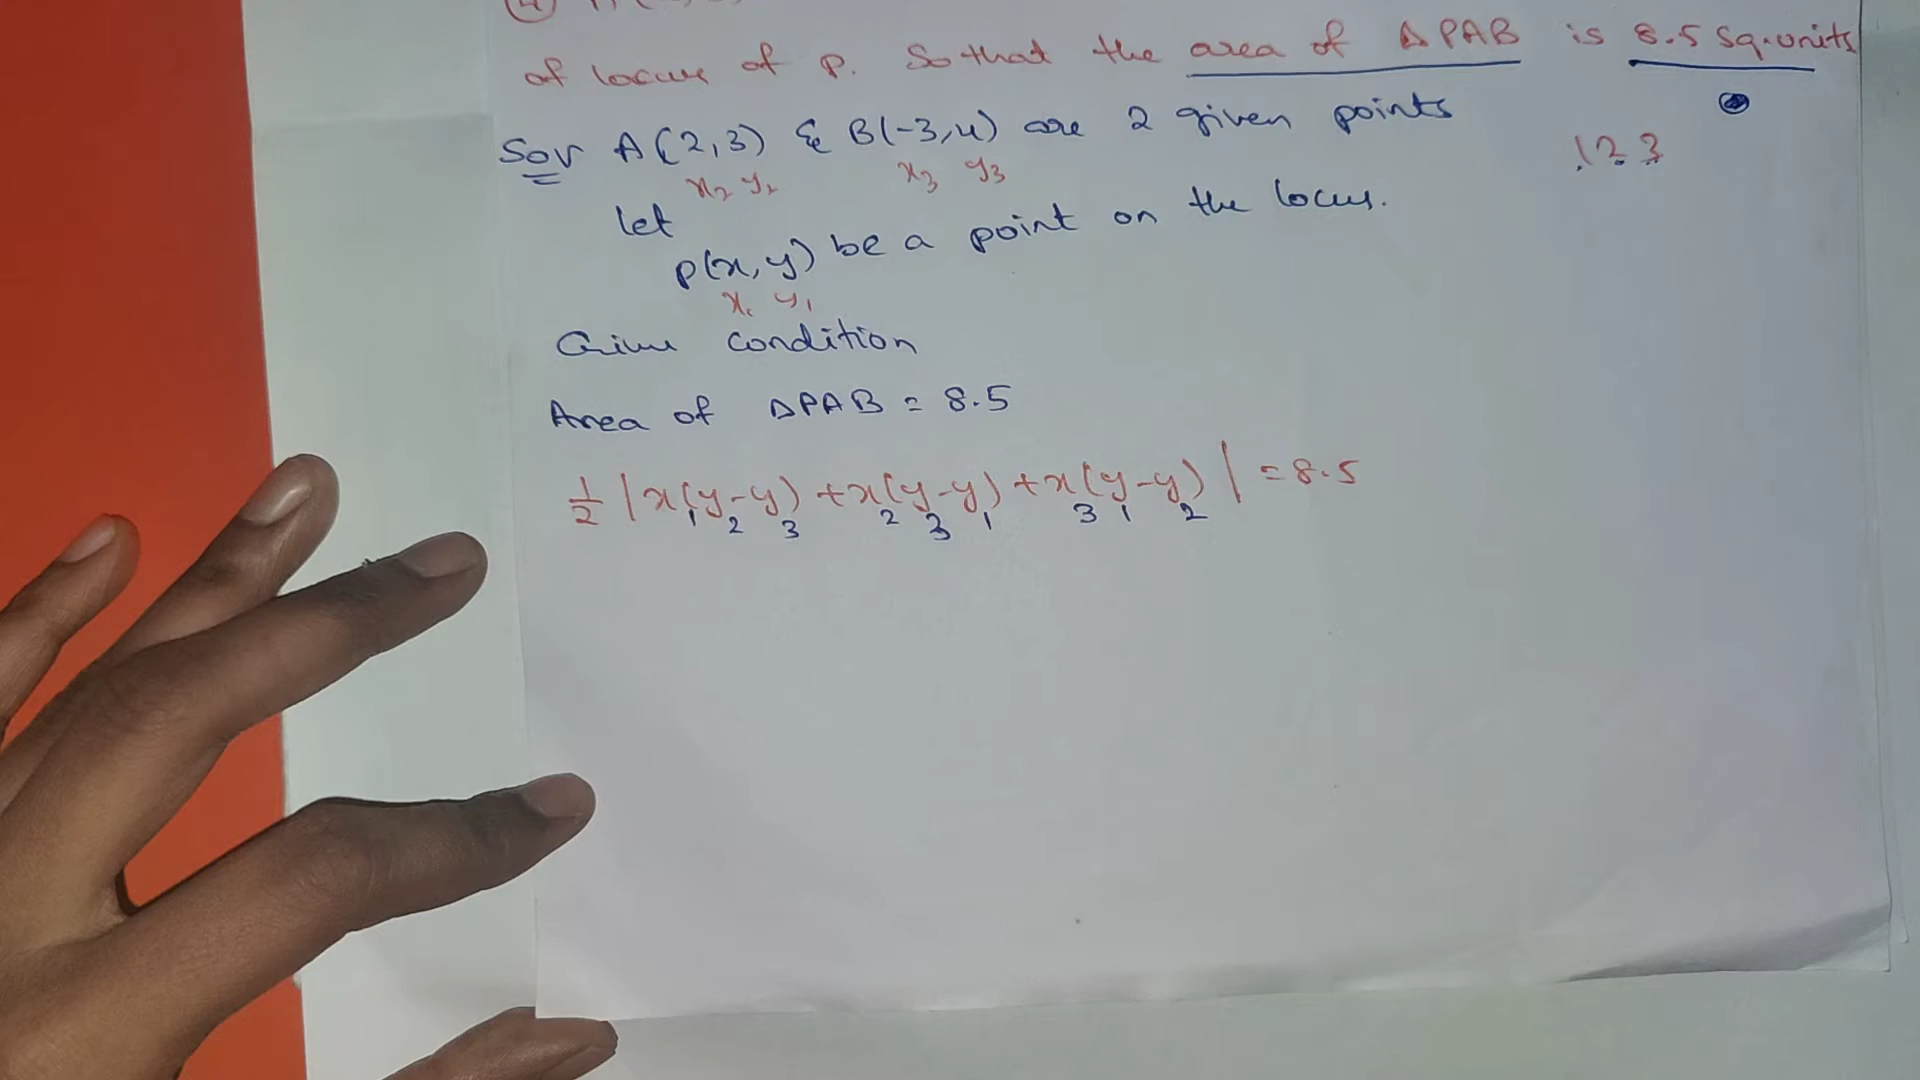 of locus of P. So that the area of ΔPAB is 8.5 Sq.units
Sol A(2,3) & B(-3,4) are 2 given points
x₂ y₂ x₃ y₃
1 2 3
let
P(x,y) be a point on the locus.
x₁ y₁
Given condition
Area of ΔPAB = 8.5
1/2 |x₁(y₂-y₃) + x₂(y₃-y₁) + x₃(y₁-y₂)| = 8.5